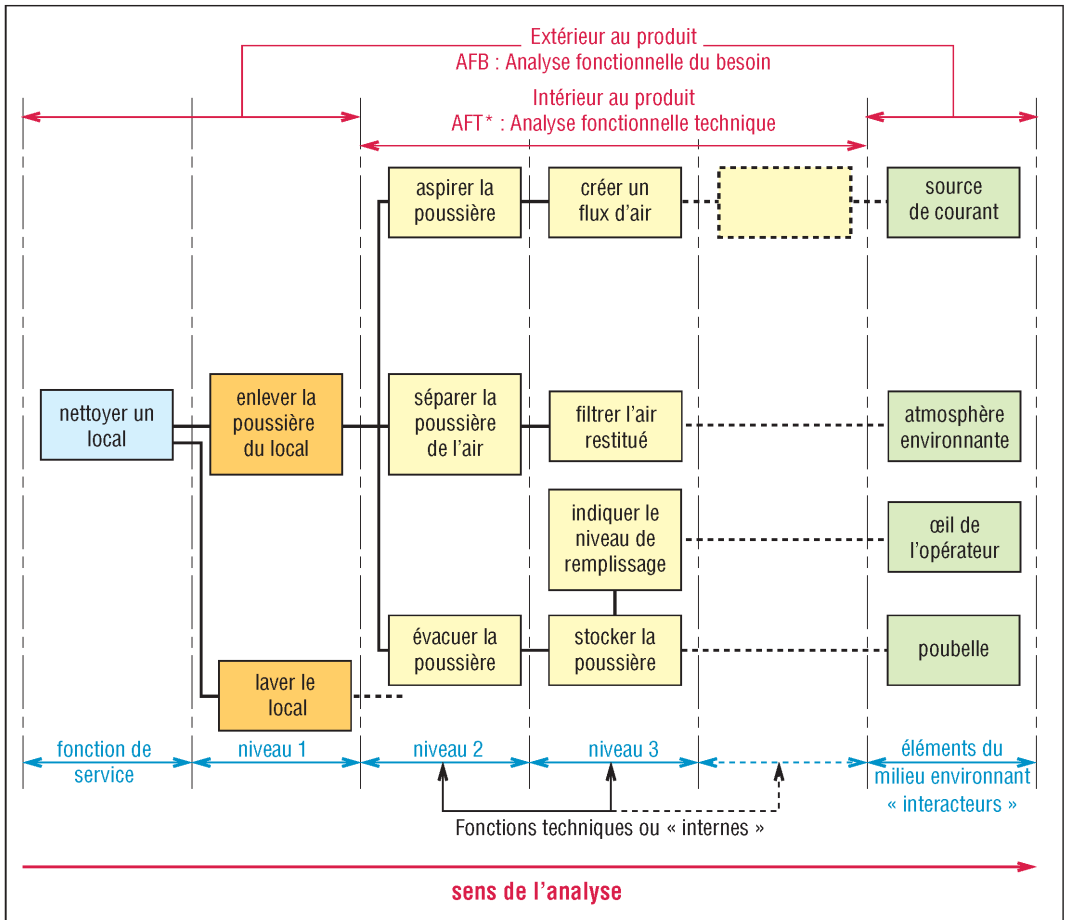 Extérieur au produit
AFB : Analyse fonctionnelle du besoin
Intérieur au produit
AFT* : Analyse fonctionnelle technique
aspirer la
poussière
créer un
flux d'air
source
de courant
nettoyer un
local
enlever la
poussière
du local
séparer la
poussière
de l'air
filtrer l'air
restitué
atmosphère
environnante
indiquer le
niveau de
remplissage
œil de
l'opérateur
évacuer la
poussière
stocker la
poussière
poubelle
laver le
local
fonction de
service
niveau 1
niveau 2
niveau 3
éléments du
milieu environnant
« interacteurs »
Fonctions techniques ou « internes »
sens de l'analyse